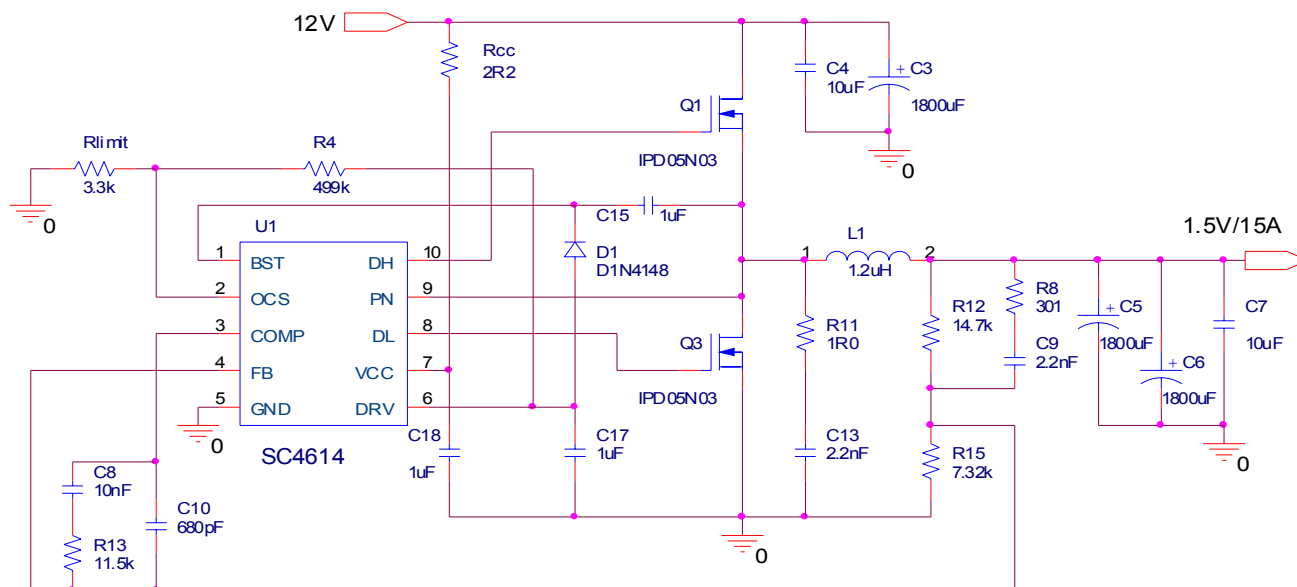 12V
Rcc
2R2
C4
10uF
+
C3
1800uF
Q1
IPD05N03
0
Rlimit
3.3k
R4
499k
0
C15
1uF
U1
D1
D1N4148
1 BST DH 10
2 OCS PN 9
3 COMP DL 8
4 FB VCC 7
5 GND DRV 6
SC4614
0
1
L1
2
1.2uH
1.5V/15A
R8
301
R12
14.7k
C9
2.2nF
+
C5
1800uF
+
C6
1800uF
C7
10uF
0
R11
1R0
Q3
IPD05N03
C18
1uF
C17
1uF
C13
2.2nF
R15
7.32k
0
C8
10nF
C10
680pF
R13
11.5k